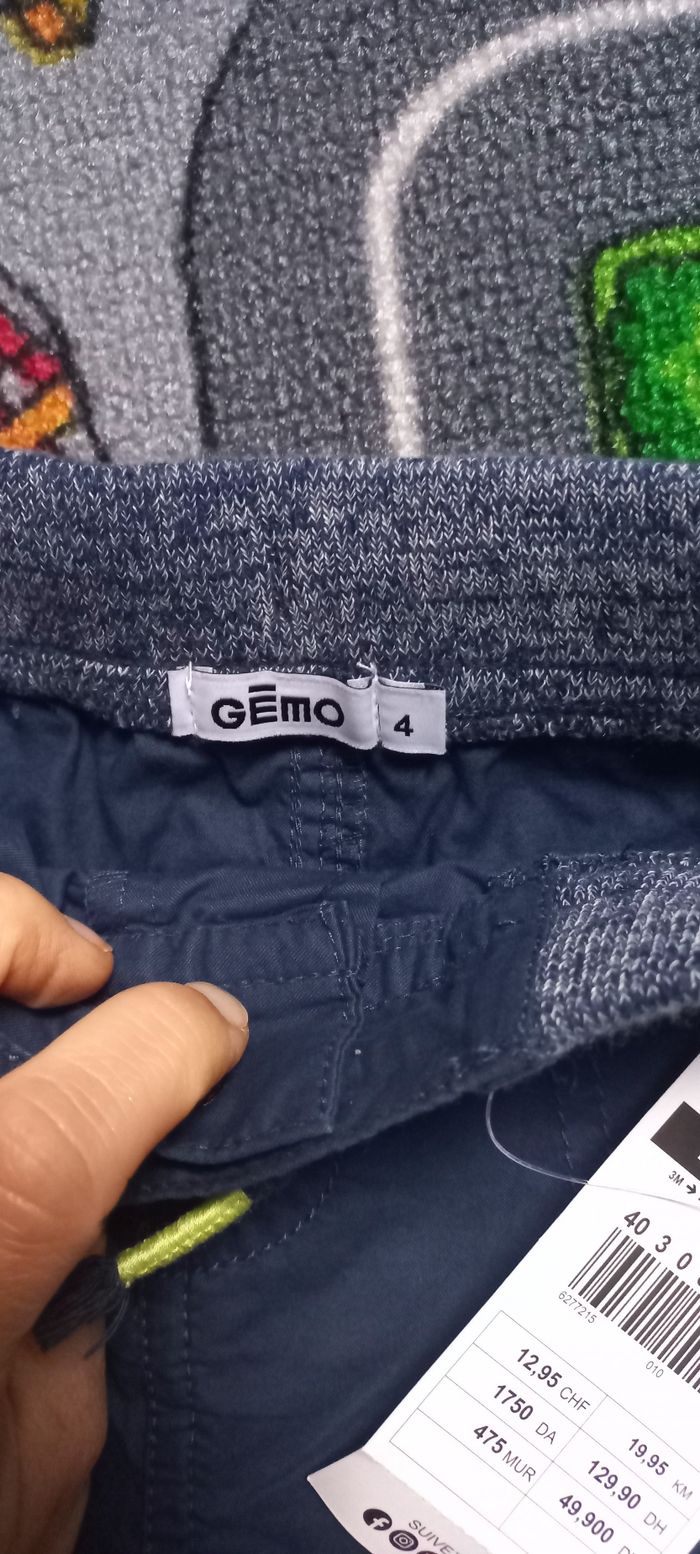 GEMO
4
3M →
40 3 0
6277215
010
12,95 CHF
19,95 KM
1750 DA
129,90 DH
475 MUR
49,900